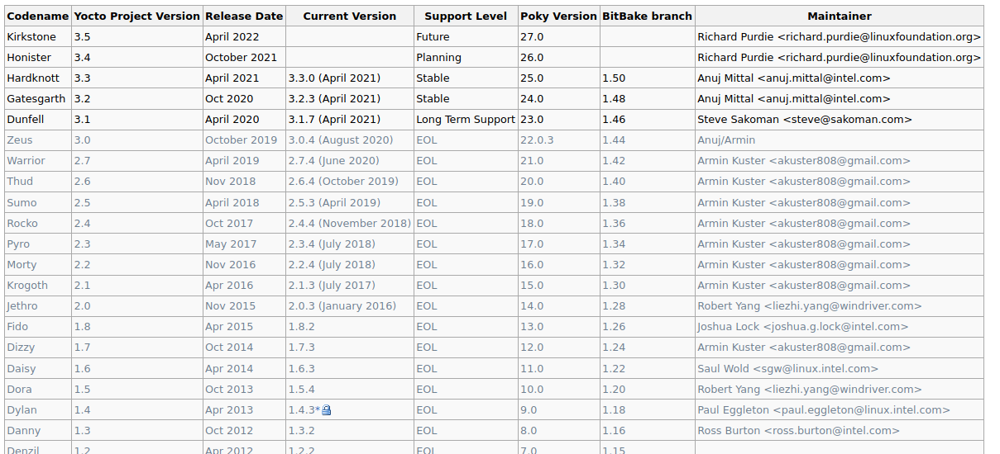 Codename Yocto Project Version Release Date Current Version Support Level Poky Version BitBake branch Maintainer
Kirkstone 3.5 April 2022 Future 27.0 Richard Purdie <richard.purdie@linuxfoundation.org>
Honister 3.4 October 2021 Planning 26.0 Richard Purdie <richard.purdie@linuxfoundation.org>
Hardknott 3.3 April 2021 3.3.0 (April 2021) Stable 25.0 1.50 Anuj Mittal <anuj.mittal@intel.com>
Gatesgarth 3.2 Oct 2020 3.2.3 (April 2021) Stable 24.0 1.48 Anuj Mittal <anuj.mittal@intel.com>
Dunfell 3.1 April 2020 3.1.7 (April 2021) Long Term Support 23.0 1.46 Steve Sakoman <steve@sakoman.com>
Zeus 3.0 October 2019 3.0.4 (August 2020) EOL 22.0.3 1.44 Anuj/Armin
Warrior 2.7 April 2019 2.7.4 (June 2020) EOL 21.0 1.42 Armin Kuster <akuster808@gmail.com>
Thud 2.6 Nov 2018 2.6.4 (October 2019) EOL 20.0 1.40 Armin Kuster <akuster808@gmail.com>
Sumo 2.5 April 2018 2.5.3 (April 2019) EOL 19.0 1.38 Armin Kuster <akuster808@gmail.com>
Rocko 2.4 Oct 2017 2.4.4 (November 2018) EOL 18.0 1.36 Armin Kuster <akuster808@gmail.com>
Pyro 2.3 May 2017 2.3.4 (July 2018) EOL 17.0 1.34 Armin Kuster <akuster808@gmail.com>
Morty 2.2 Nov 2016 2.2.4 (July 2018) EOL 16.0 1.32 Armin Kuster <akuster808@gmail.com>
Krogoth 2.1 Apr 2016 2.1.3 (July 2017) EOL 15.0 1.30 Armin Kuster <akuster808@gmail.com>
Jethro 2.0 Nov 2015 2.0.3 (January 2016) EOL 14.0 1.28 Robert Yang <liezhi.yang@windriver.com>
Fido 1.8 Apr 2015 1.8.2 EOL 13.0 1.26 Joshua Lock <joshua.g.lock@intel.com>
Dizzy 1.7 Oct 2014 1.7.3 EOL 12.0 1.24 Armin Kuster <akuster808@gmail.com>
Daisy 1.6 Apr 2014 1.6.3 EOL 11.0 1.22 Saul Wold <sgw@linux.intel.com>
Dora 1.5 Oct 2013 1.5.4 EOL 10.0 1.20 Robert Yang <liezhi.yang@windriver.com>
Dylan 1.4 Apr 2013 1.4.3* EOL 9.0 1.18 Paul Eggleton <paul.eggleton@linux.intel.com>
Danny 1.3 Oct 2012 1.3.2 EOL 8.0 1.16 Ross Burton <ross.burton@intel.com>
Denzil 1.2 Apr 2012 1.2.2 EOL 7.0 1.15